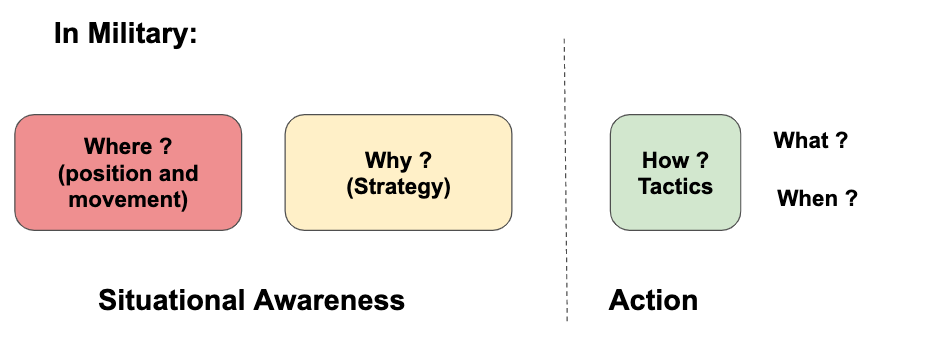 In Military:
Where ?
(position and
movement)
Why ?
(Strategy)
How ?
Tactics
What ?
When ?
Situational Awareness
Action